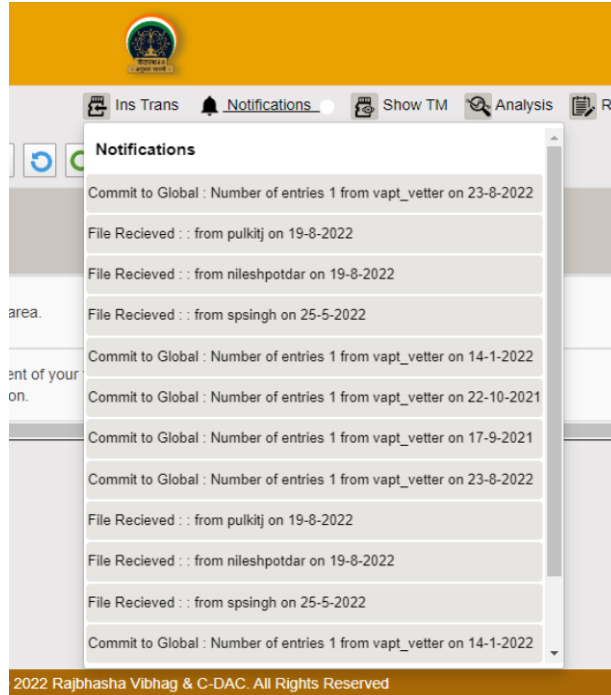 Ins Trans Notifications Show TM Analysis R
Notifications
Commit to Global : Number of entries 1 from vapt_vetter on 23-8-2022
File Recieved : : from pulkitj on 19-8-2022
File Recieved : : from nileshpotdar on 19-8-2022
area.
File Recieved : : from spsingh on 25-5-2022
Commit to Global : Number of entries 1 from vapt_vetter on 14-1-2022
ent of your
on.
Commit to Global : Number of entries 1 from vapt_vetter on 22-10-2021
Commit to Global : Number of entries 1 from vapt_vetter on 17-9-2021
Commit to Global : Number of entries 1 from vapt_vetter on 23-8-2022
File Recieved : : from pulkitj on 19-8-2022
File Recieved : : from nileshpotdar on 19-8-2022
File Recieved : : from spsingh on 25-5-2022
Commit to Global : Number of entries 1 from vapt_vetter on 14-1-2022
2022 Rajbhasha Vibhag & C-DAC. All Rights Reserved